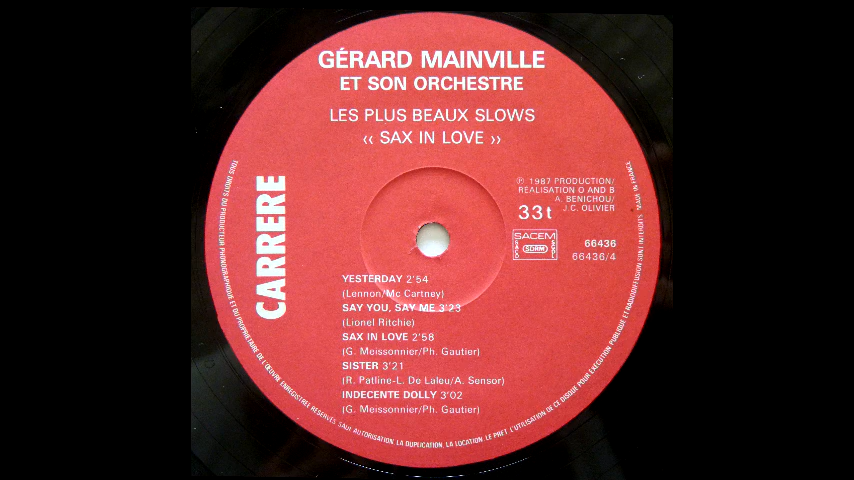 GÉRARD MAINVILLE
ET SON ORCHESTRE
LES PLUS BEAUX SLOWS
‹‹ SAX IN LOVE ››
CARRERE
℗ 1987 PRODUCTION/
REALISATION O AND B
A. BENICHOU/
J.C. OLIVIER
33t
SACEM
SDRM
66436
66436/4
YESTERDAY 2'54
(Lennon/Mc Cartney)
SAY YOU, SAY ME 3'23
(Lionel Ritchie)
SAX IN LOVE 2'58
(G. Meissonnier/Ph. Gautier)
SISTER 3'21
(R. Patline-L. De Laleu/A. Sensor)
INDECENTE DOLLY 3'02
(G. Meissonnier/Ph. Gautier)
TOUS DROITS DU PRODUCTEUR PHONOGRAPHIQUE ET DU PROPRIETAIRE DE L'ŒUVRE ENREGISTREE RESERVES. SAUF AUTORISATION, LA DUPLICATION, LA LOCATION, LE PRET, L'UTILISATION DE CE DISQUE POUR EXECUTION PUBLIQUE ET RADIODIFFUSION SONT INTERDITS. MADE IN FRANCE